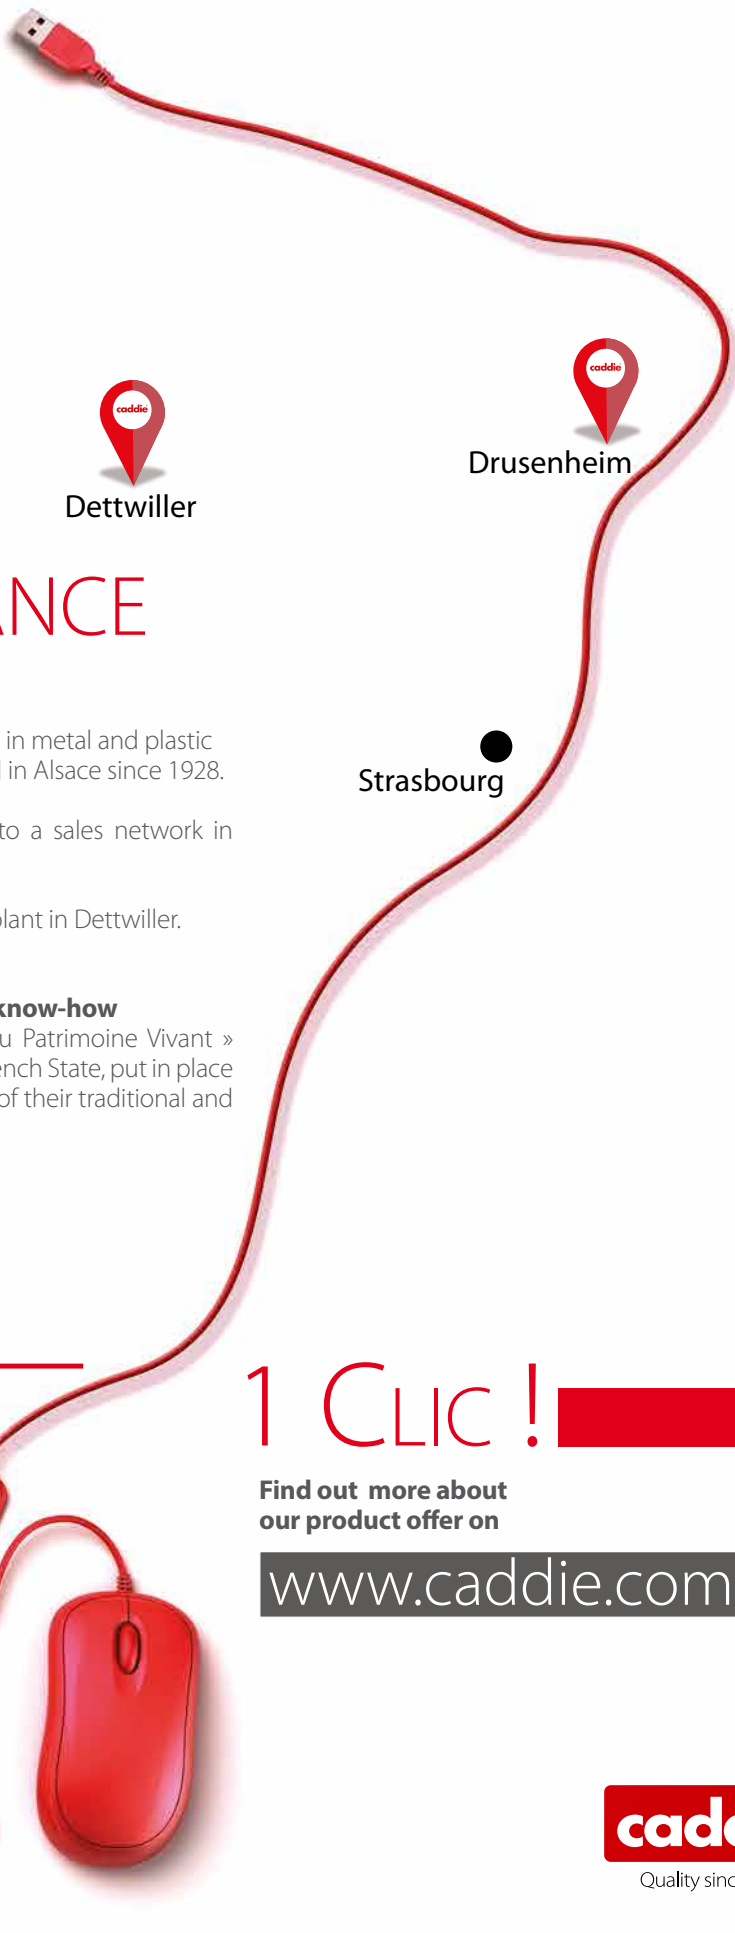 caddie
Drusenheim
caddie
Dettwiller
ANCE
in metal and plastic
in Alsace since 1928.
Strasbourg
to a sales network in
plant in Dettwiller.
know-how
u Patrimoine Vivant »
ench State, put in place
of their traditional and
1 CLIC !
Find out more about
our product offer on
www.caddie.com
cadd
Quality sinc